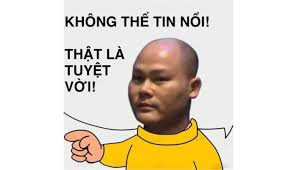 KHÔNG THỂ TIN NỔI!
THẬT LÀ
TUYỆT
VỜI!